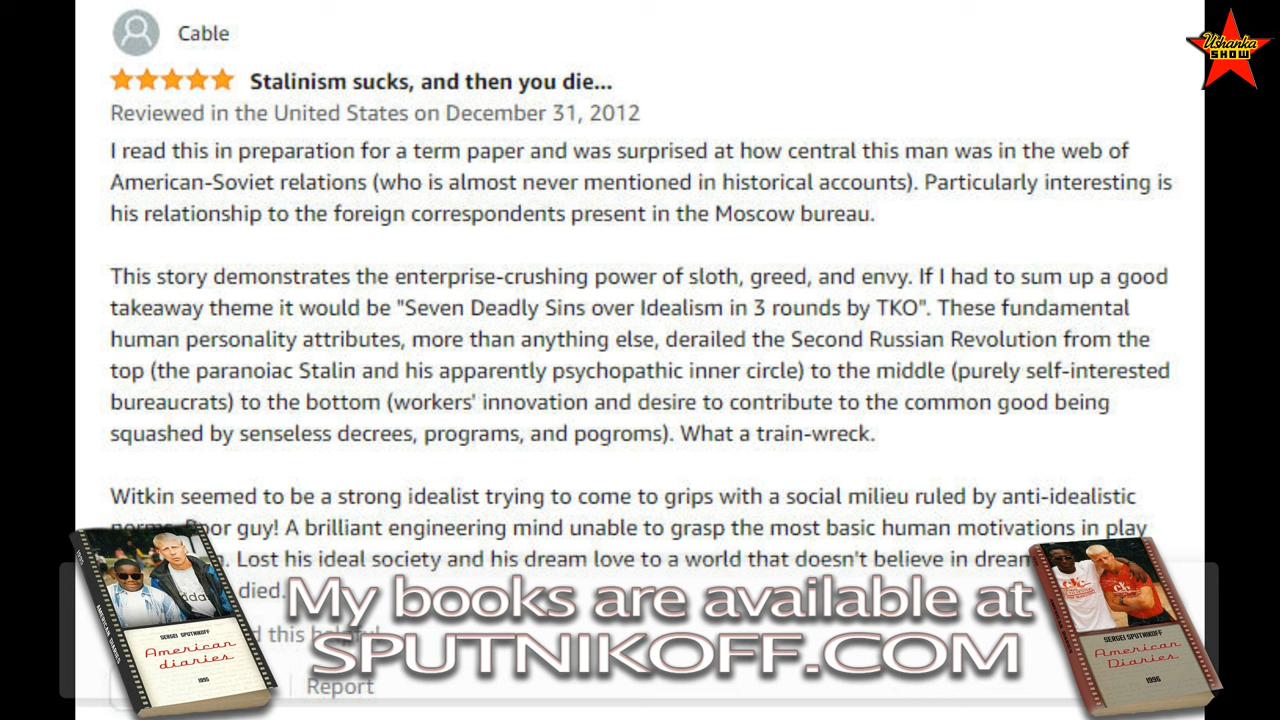 Cable
Stalinism sucks, and then you die...
Reviewed in the United States on December 31, 2012
I read this in preparation for a term paper and was surprised at how central this man was in the web of
American-Soviet relations (who is almost never mentioned in historical accounts). Particularly interesting is
his relationship to the foreign correspondents present in the Moscow bureau.
This story demonstrates the enterprise-crushing power of sloth, greed, and envy. If I had to sum up a good
takeaway theme it would be "Seven Deadly Sins over Idealism in 3 rounds by TKO". These fundamental
human personality attributes, more than anything else, derailed the Second Russian Revolution from the
top (the paranoiac Stalin and his apparently psychopathic inner circle) to the middle (purely self-interested
bureaucrats) to the bottom (workers' innovation and desire to contribute to the common good being
squashed by senseless decrees, programs, and pogroms). What a train-wreck.
Witkin seemed to be a strong idealist trying to come to grips with a social milieu ruled by anti-idealistic
guy! A brilliant engineering mind unable to grasp the most basic human motivations in play
Lost his ideal society and his dream love to a world that doesn't believe in
died.
this
Report
My books are available at
SPUTNIKOFF.COM
Ushanka
SHOW
SERGEI SPUTNIKOFF
American
diaries
1995
SERGEI SPUTNIKOFF
American
Diaries
1996